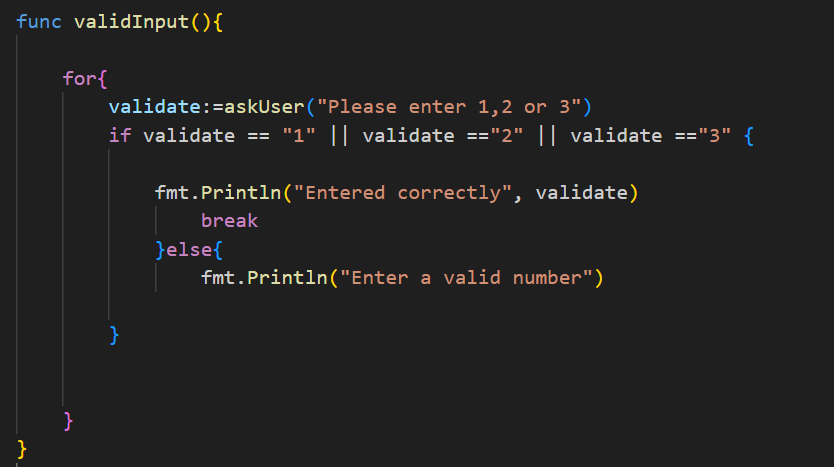 func validInput(){
for{
validate:=askUser("Please enter 1,2 or 3")
if validate == "1" || validate =="2" || validate =="3" {
fmt.Println("Entered correctly", validate)
break
}else{
fmt.Println("Enter a valid number")
}
}
}